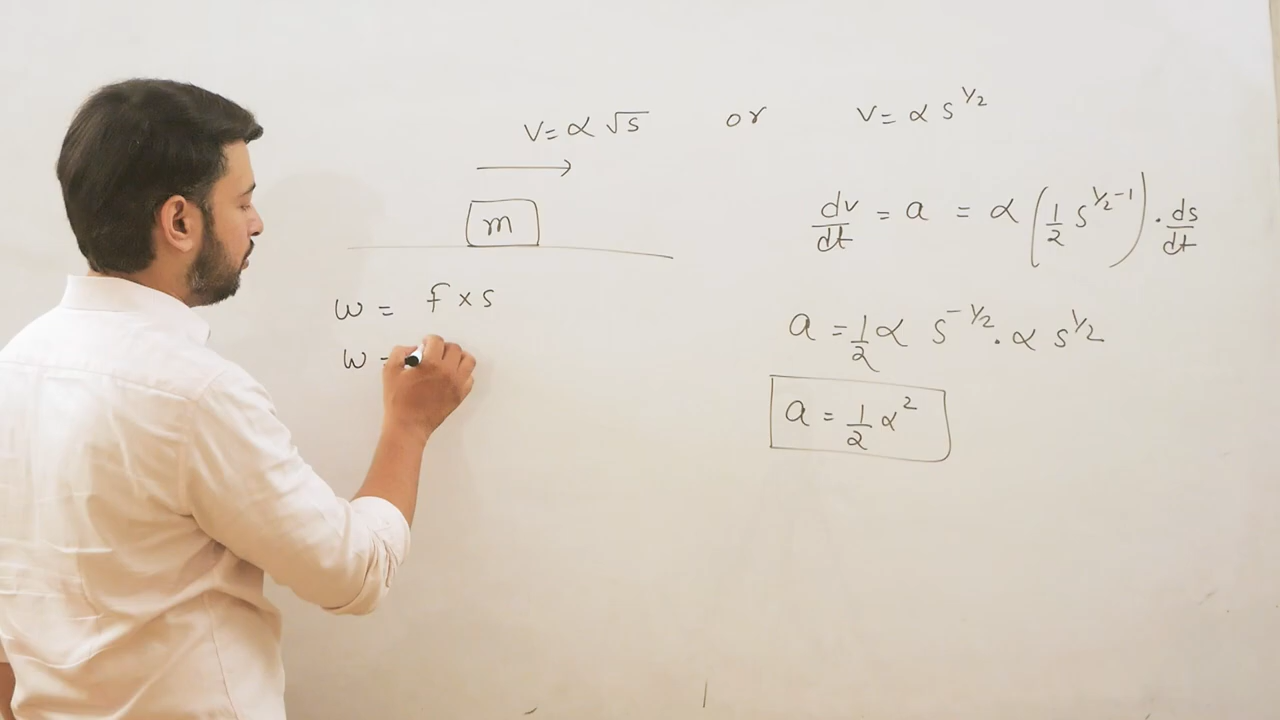 v = α √s or v = α s^1/2
m
dv/dt = a = α (1/2 s^1/2-1) . ds/dt
w = f × s
a = 1/2 α s^-1/2 . α s^1/2
w =
a = 1/2 α^2